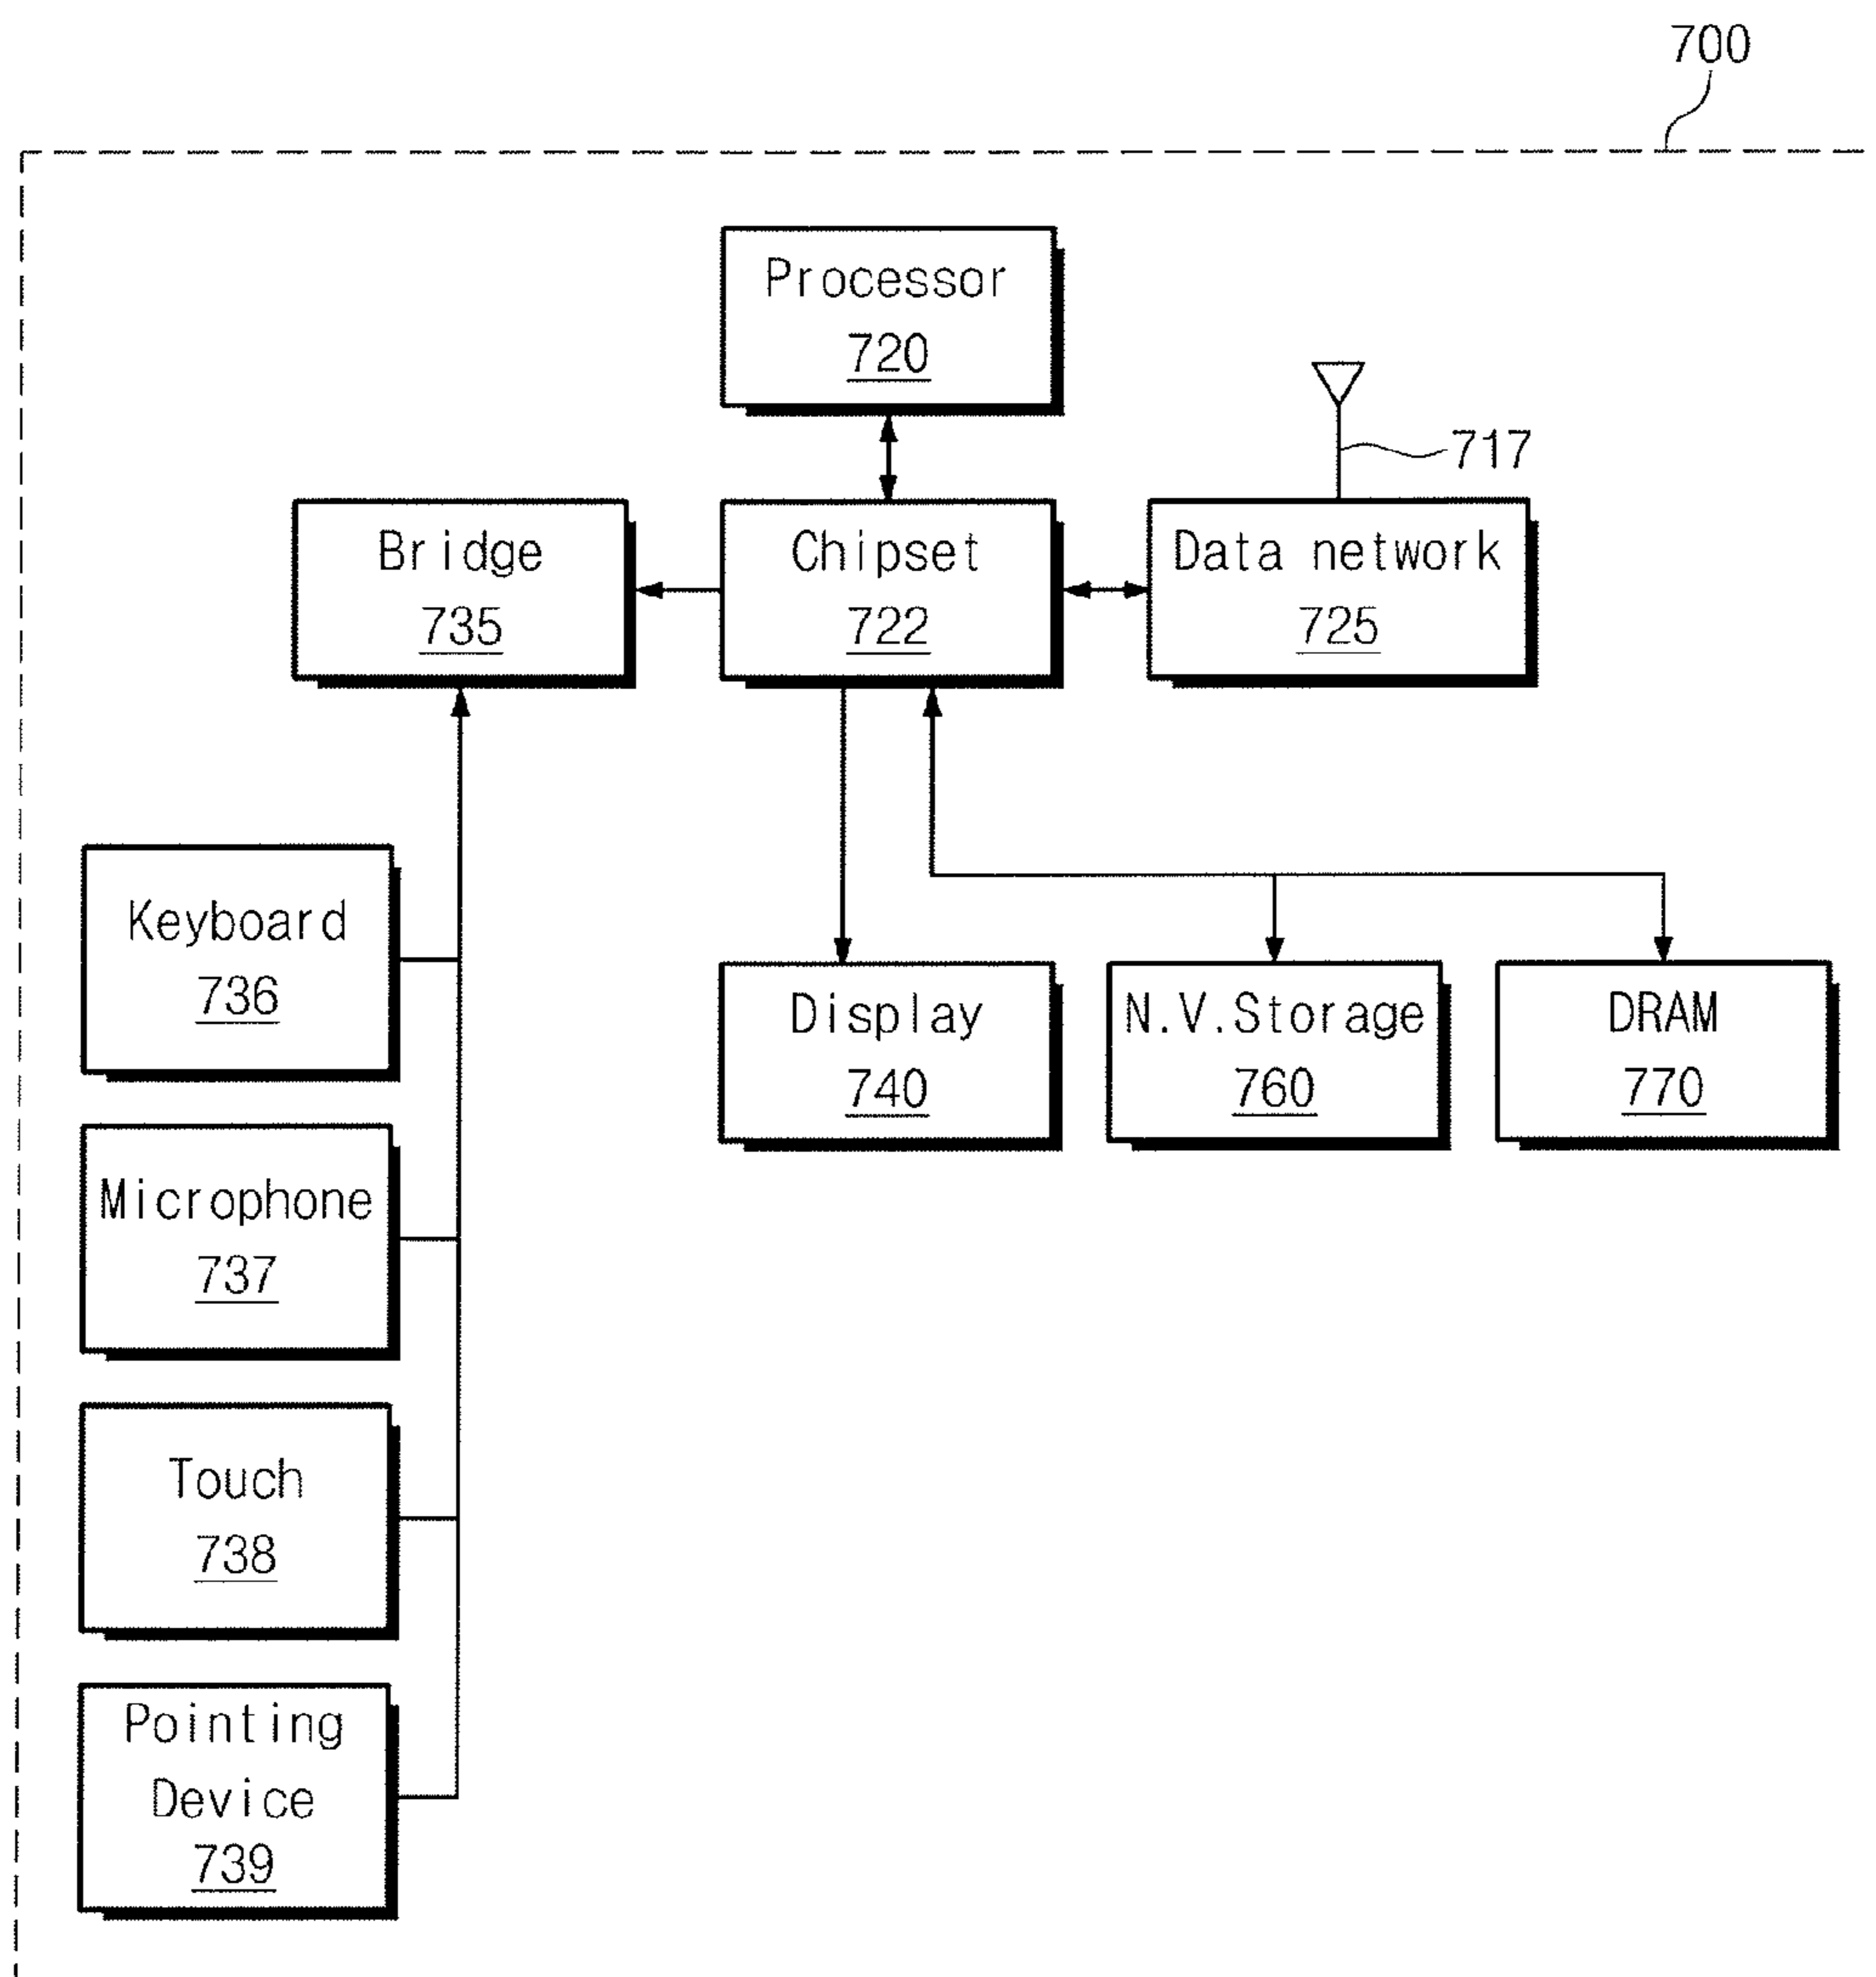 700
Processor
720
717
Bridge
735
Chipset
722
Data network
725
Keyboard
736
Display
740
N.V.Storage
760
DRAM
770
Microphone
737
Touch
738
Pointing
Device
739